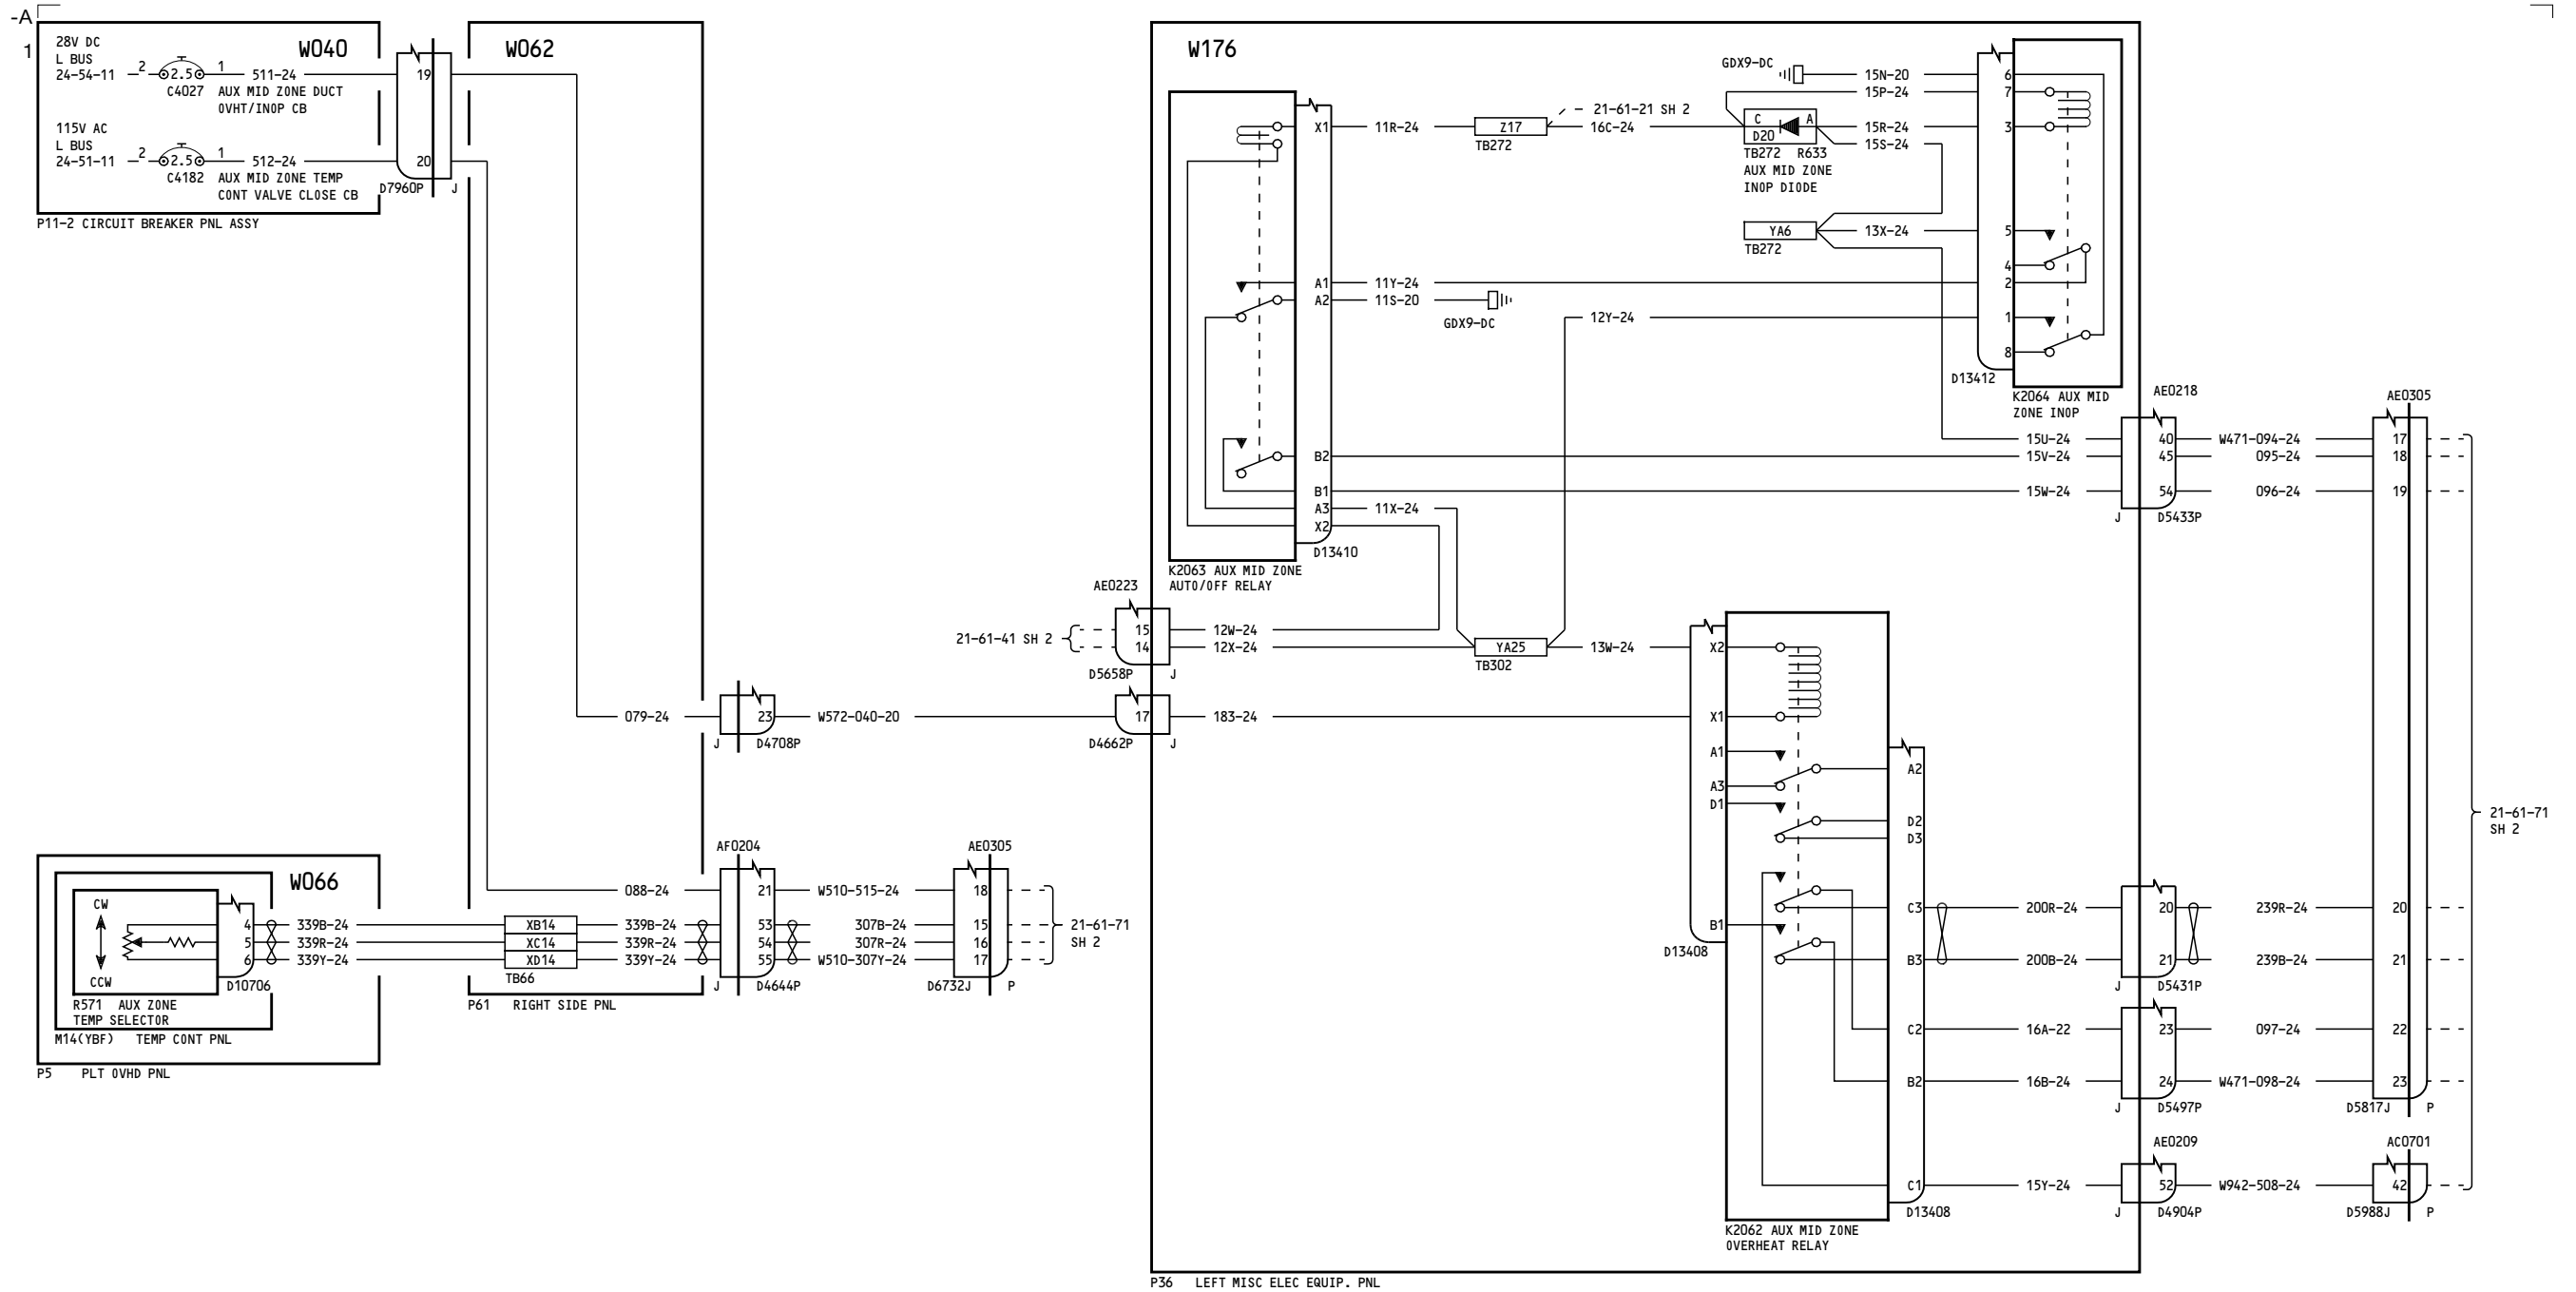 -A
1
28V DC
L BUS
24-54-11
2
2.5
1
511-24
C4027
AUX MID ZONE DUCT
OVHT/INOP CB
W040
115V AC
L BUS
24-51-11
2
2.5
1
512-24
C4182
AUX MID ZONE TEMP
CONT VALVE CLOSE CB
P11-2 CIRCUIT BREAKER PNL ASSY
19
20
D7960P
J
W062
079-24
088-24
W066
CW
CCW
4
5
6
339B-24
339R-24
339Y-24
D10706
R571 AUX ZONE
TEMP SELECTOR
M14(YBF) TEMP CONT PNL
P5 PLT OVHD PNL
XB14
XC14
XD14
TB66
339B-24
339R-24
339Y-24
P61 RIGHT SIDE PNL
23
J
D4708P
W572-040-20
AF0204
21
53
54
55
J
D4644P
W510-515-24
307B-24
307R-24
W510-307Y-24
AE0305
18
15
16
17
D6732J
P
21-61-71
SH 2
21-61-41 SH 2
AE0223
15
14
D5658P
J
17
D4662P
J
W176
12W-24
12X-24
183-24
K2063 AUX MID ZONE
AUTO/OFF RELAY
X1
A1
A2
B2
B1
A3
X2
D13410
11R-24
Z17
TB272
21-61-21 SH 2
16C-24
11Y-24
11S-20
GDX9-DC
11X-24
YA25
TB302
13W-24
12Y-24
GDX9-DC
15N-20
15P-24
C
A
D20
TB272
R633
AUX MID ZONE
INOP DIODE
15R-24
15S-24
YA6
TB272
13X-24
6
7
3
5
4
2
1
8
D13412
K2064 AUX MID
ZONE INOP
15U-24
15V-24
15W-24
AE0218
40
45
54
J
D5433P
W471-094-24
095-24
096-24
AE0305
17
18
19
20
21
22
23
D5817J
P
21-61-71
SH 2
X2
X1
A1
A3
D1
B1
D13408
A2
D2
D3
C3
B3
C2
B2
C1
D13408
K2062 AUX MID ZONE
OVERHEAT RELAY
200R-24
200B-24
20
21
J
D5431P
239R-24
239B-24
16A-22
16B-24
23
24
J
D5497P
097-24
W471-098-24
15Y-24
AE0209
52
J
D4904P
W942-508-24
AC0701
42
D5988J
P
P36 LEFT MISC ELEC EQUIP. PNL